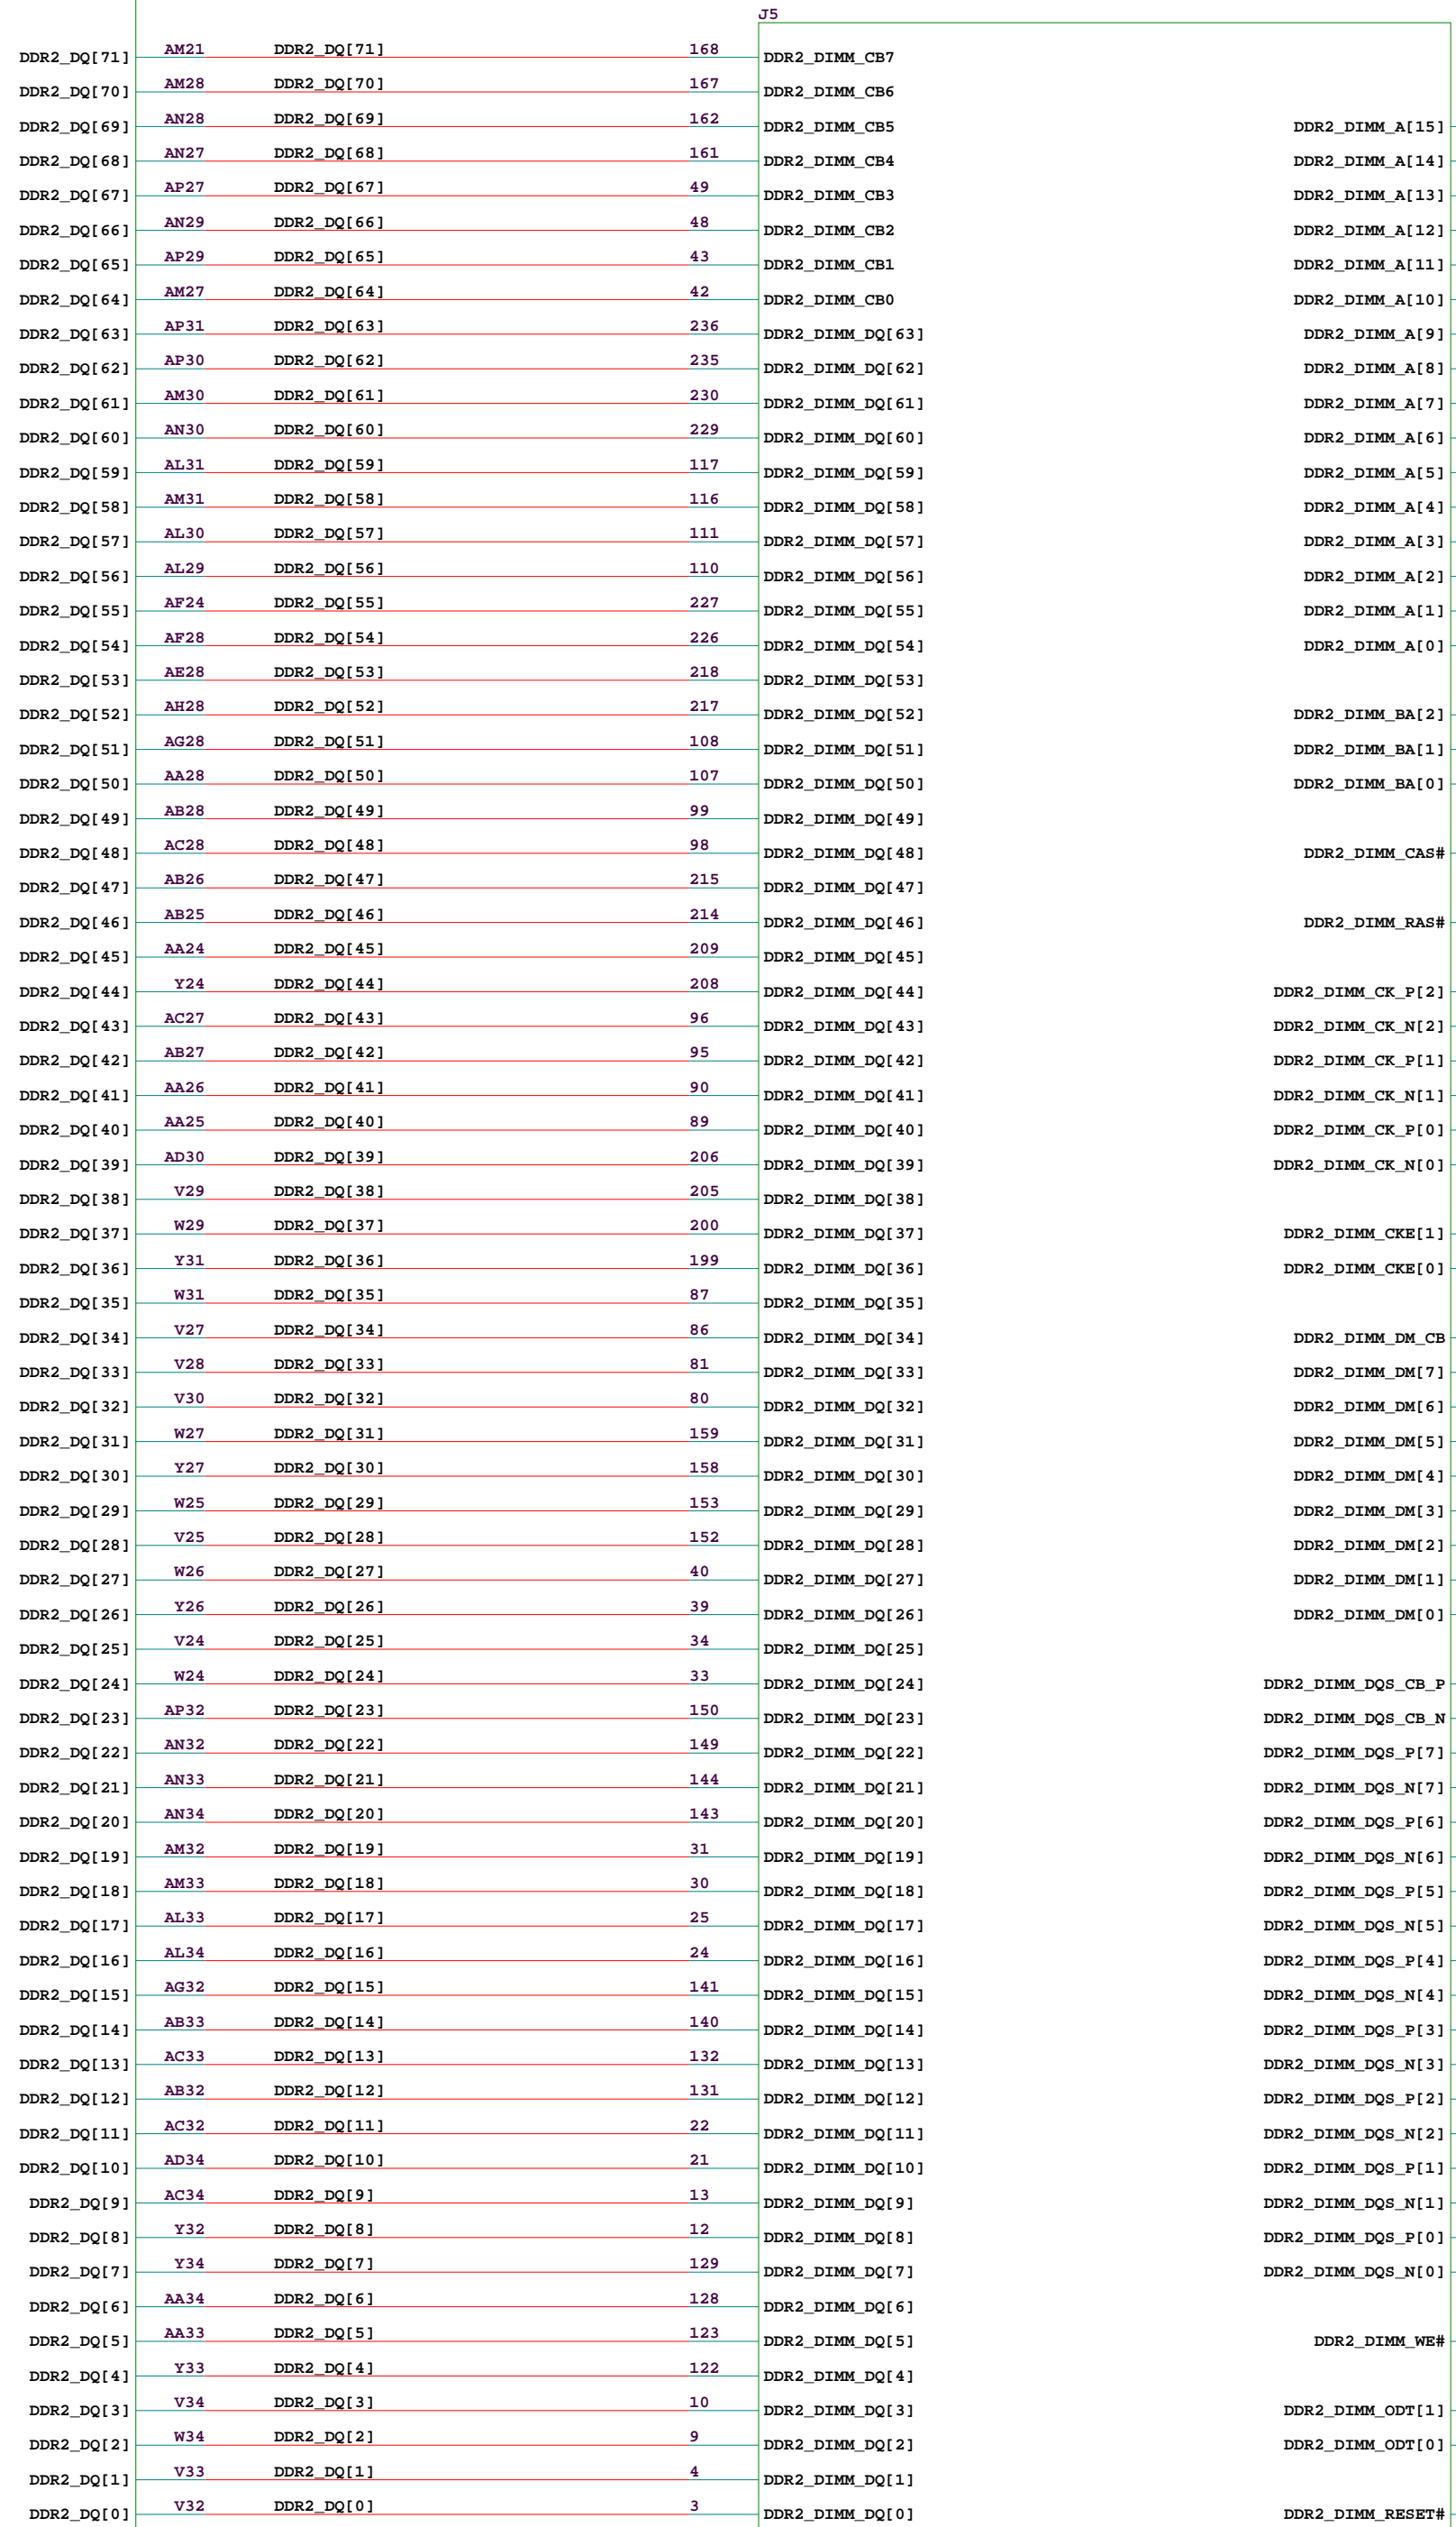 J5
DDR2_DQ[71] AM21 DDR2_DQ[71] 168 DDR2_DIMM_CB7
DDR2_DQ[70] AM28 DDR2_DQ[70] 167 DDR2_DIMM_CB6
DDR2_DQ[69] AN28 DDR2_DQ[69] 162 DDR2_DIMM_CB5 DDR2_DIMM_A[15]
DDR2_DQ[68] AN27 DDR2_DQ[68] 161 DDR2_DIMM_CB4 DDR2_DIMM_A[14]
DDR2_DQ[67] AP27 DDR2_DQ[67] 49 DDR2_DIMM_CB3 DDR2_DIMM_A[13]
DDR2_DQ[66] AN29 DDR2_DQ[66] 48 DDR2_DIMM_CB2 DDR2_DIMM_A[12]
DDR2_DQ[65] AP29 DDR2_DQ[65] 43 DDR2_DIMM_CB1 DDR2_DIMM_A[11]
DDR2_DQ[64] AM27 DDR2_DQ[64] 42 DDR2_DIMM_CB0 DDR2_DIMM_A[10]
DDR2_DQ[63] AP31 DDR2_DQ[63] 236 DDR2_DIMM_DQ[63] DDR2_DIMM_A[9]
DDR2_DQ[62] AP30 DDR2_DQ[62] 235 DDR2_DIMM_DQ[62] DDR2_DIMM_A[8]
DDR2_DQ[61] AM30 DDR2_DQ[61] 230 DDR2_DIMM_DQ[61] DDR2_DIMM_A[7]
DDR2_DQ[60] AN30 DDR2_DQ[60] 229 DDR2_DIMM_DQ[60] DDR2_DIMM_A[6]
DDR2_DQ[59] AL31 DDR2_DQ[59] 117 DDR2_DIMM_DQ[59] DDR2_DIMM_A[5]
DDR2_DQ[58] AM31 DDR2_DQ[58] 116 DDR2_DIMM_DQ[58] DDR2_DIMM_A[4]
DDR2_DQ[57] AL30 DDR2_DQ[57] 111 DDR2_DIMM_DQ[57] DDR2_DIMM_A[3]
DDR2_DQ[56] AL29 DDR2_DQ[56] 110 DDR2_DIMM_DQ[56] DDR2_DIMM_A[2]
DDR2_DQ[55] AF24 DDR2_DQ[55] 227 DDR2_DIMM_DQ[55] DDR2_DIMM_A[1]
DDR2_DQ[54] AF28 DDR2_DQ[54] 226 DDR2_DIMM_DQ[54] DDR2_DIMM_A[0]
DDR2_DQ[53] AE28 DDR2_DQ[53] 218 DDR2_DIMM_DQ[53]
DDR2_DQ[52] AH28 DDR2_DQ[52] 217 DDR2_DIMM_DQ[52] DDR2_DIMM_BA[2]
DDR2_DQ[51] AG28 DDR2_DQ[51] 108 DDR2_DIMM_DQ[51] DDR2_DIMM_BA[1]
DDR2_DQ[50] AA28 DDR2_DQ[50] 107 DDR2_DIMM_DQ[50] DDR2_DIMM_BA[0]
DDR2_DQ[49] AB28 DDR2_DQ[49] 99 DDR2_DIMM_DQ[49]
DDR2_DQ[48] AC28 DDR2_DQ[48] 98 DDR2_DIMM_DQ[48] DDR2_DIMM_CAS#
DDR2_DQ[47] AB26 DDR2_DQ[47] 215 DDR2_DIMM_DQ[47]
DDR2_DQ[46] AB25 DDR2_DQ[46] 214 DDR2_DIMM_DQ[46] DDR2_DIMM_RAS#
DDR2_DQ[45] AA24 DDR2_DQ[45] 209 DDR2_DIMM_DQ[45]
DDR2_DQ[44] Y24 DDR2_DQ[44] 208 DDR2_DIMM_DQ[44] DDR2_DIMM_CK_P[2]
DDR2_DQ[43] AC27 DDR2_DQ[43] 96 DDR2_DIMM_DQ[43] DDR2_DIMM_CK_N[2]
DDR2_DQ[42] AB27 DDR2_DQ[42] 95 DDR2_DIMM_DQ[42] DDR2_DIMM_CK_P[1]
DDR2_DQ[41] AA26 DDR2_DQ[41] 90 DDR2_DIMM_DQ[41] DDR2_DIMM_CK_N[1]
DDR2_DQ[40] AA25 DDR2_DQ[40] 89 DDR2_DIMM_DQ[40] DDR2_DIMM_CK_P[0]
DDR2_DQ[39] AD30 DDR2_DQ[39] 206 DDR2_DIMM_DQ[39] DDR2_DIMM_CK_N[0]
DDR2_DQ[38] V29 DDR2_DQ[38] 205 DDR2_DIMM_DQ[38]
DDR2_DQ[37] W29 DDR2_DQ[37] 200 DDR2_DIMM_DQ[37] DDR2_DIMM_CKE[1]
DDR2_DQ[36] Y31 DDR2_DQ[36] 199 DDR2_DIMM_DQ[36] DDR2_DIMM_CKE[0]
DDR2_DQ[35] W31 DDR2_DQ[35] 87 DDR2_DIMM_DQ[35]
DDR2_DQ[34] V27 DDR2_DQ[34] 86 DDR2_DIMM_DQ[34] DDR2_DIMM_DM_CB
DDR2_DQ[33] V28 DDR2_DQ[33] 81 DDR2_DIMM_DQ[33] DDR2_DIMM_DM[7]
DDR2_DQ[32] V30 DDR2_DQ[32] 80 DDR2_DIMM_DQ[32] DDR2_DIMM_DM[6]
DDR2_DQ[31] W27 DDR2_DQ[31] 159 DDR2_DIMM_DQ[31] DDR2_DIMM_DM[5]
DDR2_DQ[30] Y27 DDR2_DQ[30] 158 DDR2_DIMM_DQ[30] DDR2_DIMM_DM[4]
DDR2_DQ[29] W25 DDR2_DQ[29] 153 DDR2_DIMM_DQ[29] DDR2_DIMM_DM[3]
DDR2_DQ[28] V25 DDR2_DQ[28] 152 DDR2_DIMM_DQ[28] DDR2_DIMM_DM[2]
DDR2_DQ[27] W26 DDR2_DQ[27] 40 DDR2_DIMM_DQ[27] DDR2_DIMM_DM[1]
DDR2_DQ[26] Y26 DDR2_DQ[26] 39 DDR2_DIMM_DQ[26] DDR2_DIMM_DM[0]
DDR2_DQ[25] V24 DDR2_DQ[25] 34 DDR2_DIMM_DQ[25]
DDR2_DQ[24] W24 DDR2_DQ[24] 33 DDR2_DIMM_DQ[24] DDR2_DIMM_DQS_CB_P
DDR2_DQ[23] AP32 DDR2_DQ[23] 150 DDR2_DIMM_DQ[23] DDR2_DIMM_DQS_CB_N
DDR2_DQ[22] AN32 DDR2_DQ[22] 149 DDR2_DIMM_DQ[22] DDR2_DIMM_DQS_P[7]
DDR2_DQ[21] AN33 DDR2_DQ[21] 144 DDR2_DIMM_DQ[21] DDR2_DIMM_DQS_N[7]
DDR2_DQ[20] AN34 DDR2_DQ[20] 143 DDR2_DIMM_DQ[20] DDR2_DIMM_DQS_P[6]
DDR2_DQ[19] AM32 DDR2_DQ[19] 31 DDR2_DIMM_DQ[19] DDR2_DIMM_DQS_N[6]
DDR2_DQ[18] AM33 DDR2_DQ[18] 30 DDR2_DIMM_DQ[18] DDR2_DIMM_DQS_P[5]
DDR2_DQ[17] AL33 DDR2_DQ[17] 25 DDR2_DIMM_DQ[17] DDR2_DIMM_DQS_N[5]
DDR2_DQ[16] AL34 DDR2_DQ[16] 24 DDR2_DIMM_DQ[16] DDR2_DIMM_DQS_P[4]
DDR2_DQ[15] AG32 DDR2_DQ[15] 141 DDR2_DIMM_DQ[15] DDR2_DIMM_DQS_N[4]
DDR2_DQ[14] AB33 DDR2_DQ[14] 140 DDR2_DIMM_DQ[14] DDR2_DIMM_DQS_P[3]
DDR2_DQ[13] AC33 DDR2_DQ[13] 132 DDR2_DIMM_DQ[13] DDR2_DIMM_DQS_N[3]
DDR2_DQ[12] AB32 DDR2_DQ[12] 131 DDR2_DIMM_DQ[12] DDR2_DIMM_DQS_P[2]
DDR2_DQ[11] AC32 DDR2_DQ[11] 22 DDR2_DIMM_DQ[11] DDR2_DIMM_DQS_N[2]
DDR2_DQ[10] AD34 DDR2_DQ[10] 21 DDR2_DIMM_DQ[10] DDR2_DIMM_DQS_P[1]
DDR2_DQ[9] AC34 DDR2_DQ[9] 13 DDR2_DIMM_DQ[9] DDR2_DIMM_DQS_N[1]
DDR2_DQ[8] Y32 DDR2_DQ[8] 12 DDR2_DIMM_DQ[8] DDR2_DIMM_DQS_P[0]
DDR2_DQ[7] Y34 DDR2_DQ[7] 129 DDR2_DIMM_DQ[7] DDR2_DIMM_DQS_N[0]
DDR2_DQ[6] AA34 DDR2_DQ[6] 128 DDR2_DIMM_DQ[6]
DDR2_DQ[5] AA33 DDR2_DQ[5] 123 DDR2_DIMM_DQ[5] DDR2_DIMM_WE#
DDR2_DQ[4] Y33 DDR2_DQ[4] 122 DDR2_DIMM_DQ[4]
DDR2_DQ[3] V34 DDR2_DQ[3] 10 DDR2_DIMM_DQ[3] DDR2_DIMM_ODT[1]
DDR2_DQ[2] W34 DDR2_DQ[2] 9 DDR2_DIMM_DQ[2] DDR2_DIMM_ODT[0]
DDR2_DQ[1] V33 DDR2_DQ[1] 4 DDR2_DIMM_DQ[1]
DDR2_DQ[0] V32 DDR2_DQ[0] 3 DDR2_DIMM_DQ[0] DDR2_DIMM_RESET#